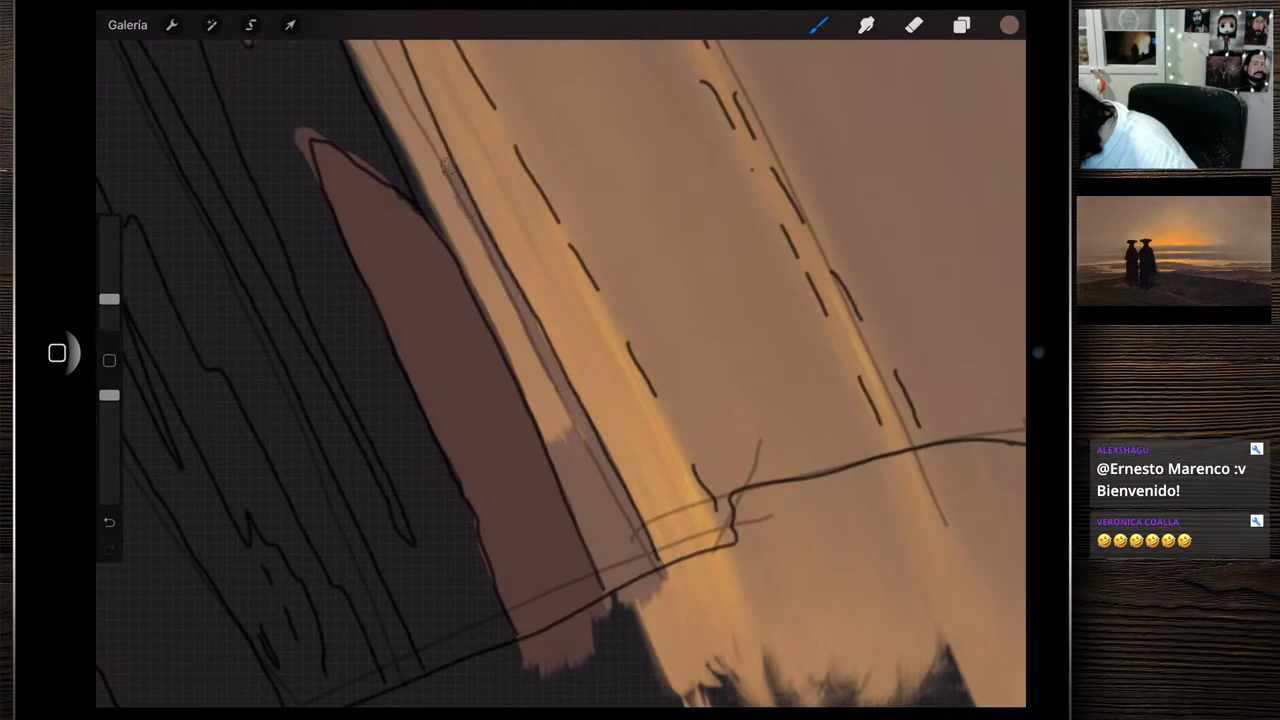 Galería
ALEXSHAGU
@Ernesto Marenco :v
Bienvenido!
VERONICA COALLA
🤣🤣🤣🤣🤣🤣